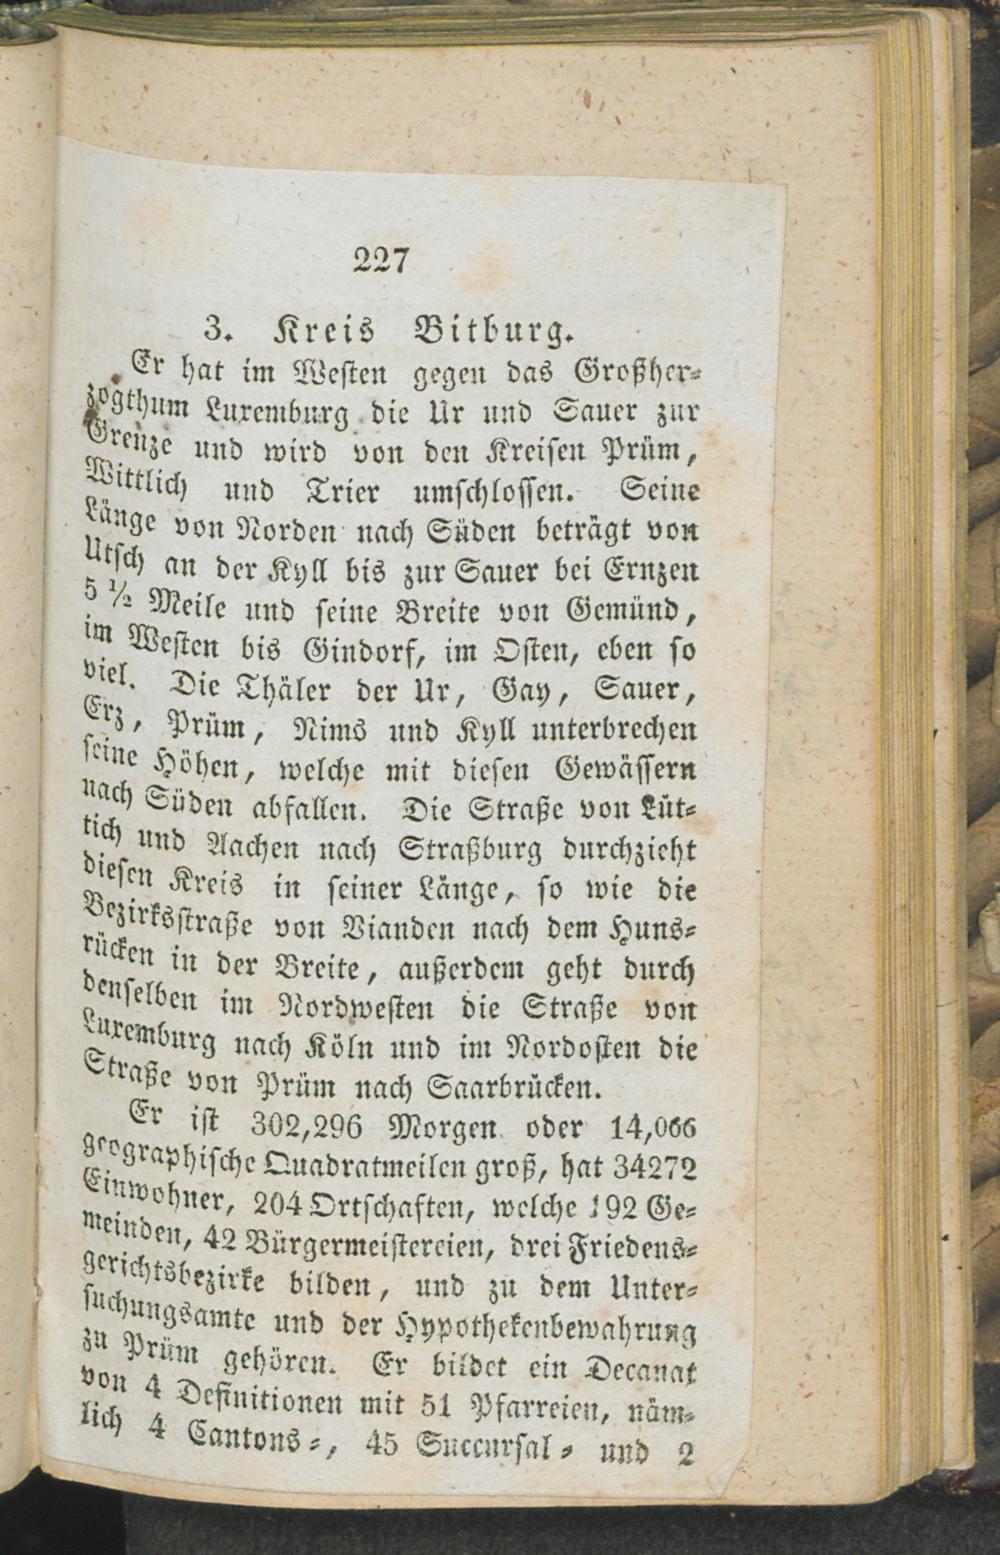 227
3. Kreis Bitburg.
Er hat im Westen gegen das Großher-
zogthum Luxemburg die Ur und Sauer zur
Grenze und wird von den Kreisen Prüm,
Wittlich und Trier umschlossen. Seine
Länge von Norden nach Süden beträgt von
Utsch an der Kyll bis zur Sauer bei Ernzen
5 ½ Meile und seine Breite von Gemünd,
im Westen bis Gindorf, im Osten, eben so
viel. Die Thäler der Ur, Gay, Sauer,
Erz, Prüm, Nims und Kyll unterbrechen
seine Höhen, welche mit diesen Gewässern
nach Süden abfallen. Die Straße von Lüt-
tich und Aachen nach Straßburg durchzieht
diesen Kreis in seiner Länge, so wie die
Bezirksstraße von Vianden nach dem Huns-
rücken in der Breite, außerdem geht durch
denselben im Nordwesten die Straße von
Luxemburg nach Köln und im Nordosten die
Straße von Prüm nach Saarbrücken.
Er ist 302,296 Morgen oder 14,066
geographische Quadratmeilen groß, hat 34272
Einwohner, 204 Ortschaften, welche 192 Ge-
meinden, 42 Bürgermeistereien, drei Friedens-
gerichtsbezirke bilden, und zu dem Unter-
suchungsamte und der Hypothekenbewahrung
zu Prüm gehören. Er bildet ein Decanat
von 4 Definitionen mit 51 Pfarreien, näm-
lich 4 Cantons-, 45 Succursal- und 2